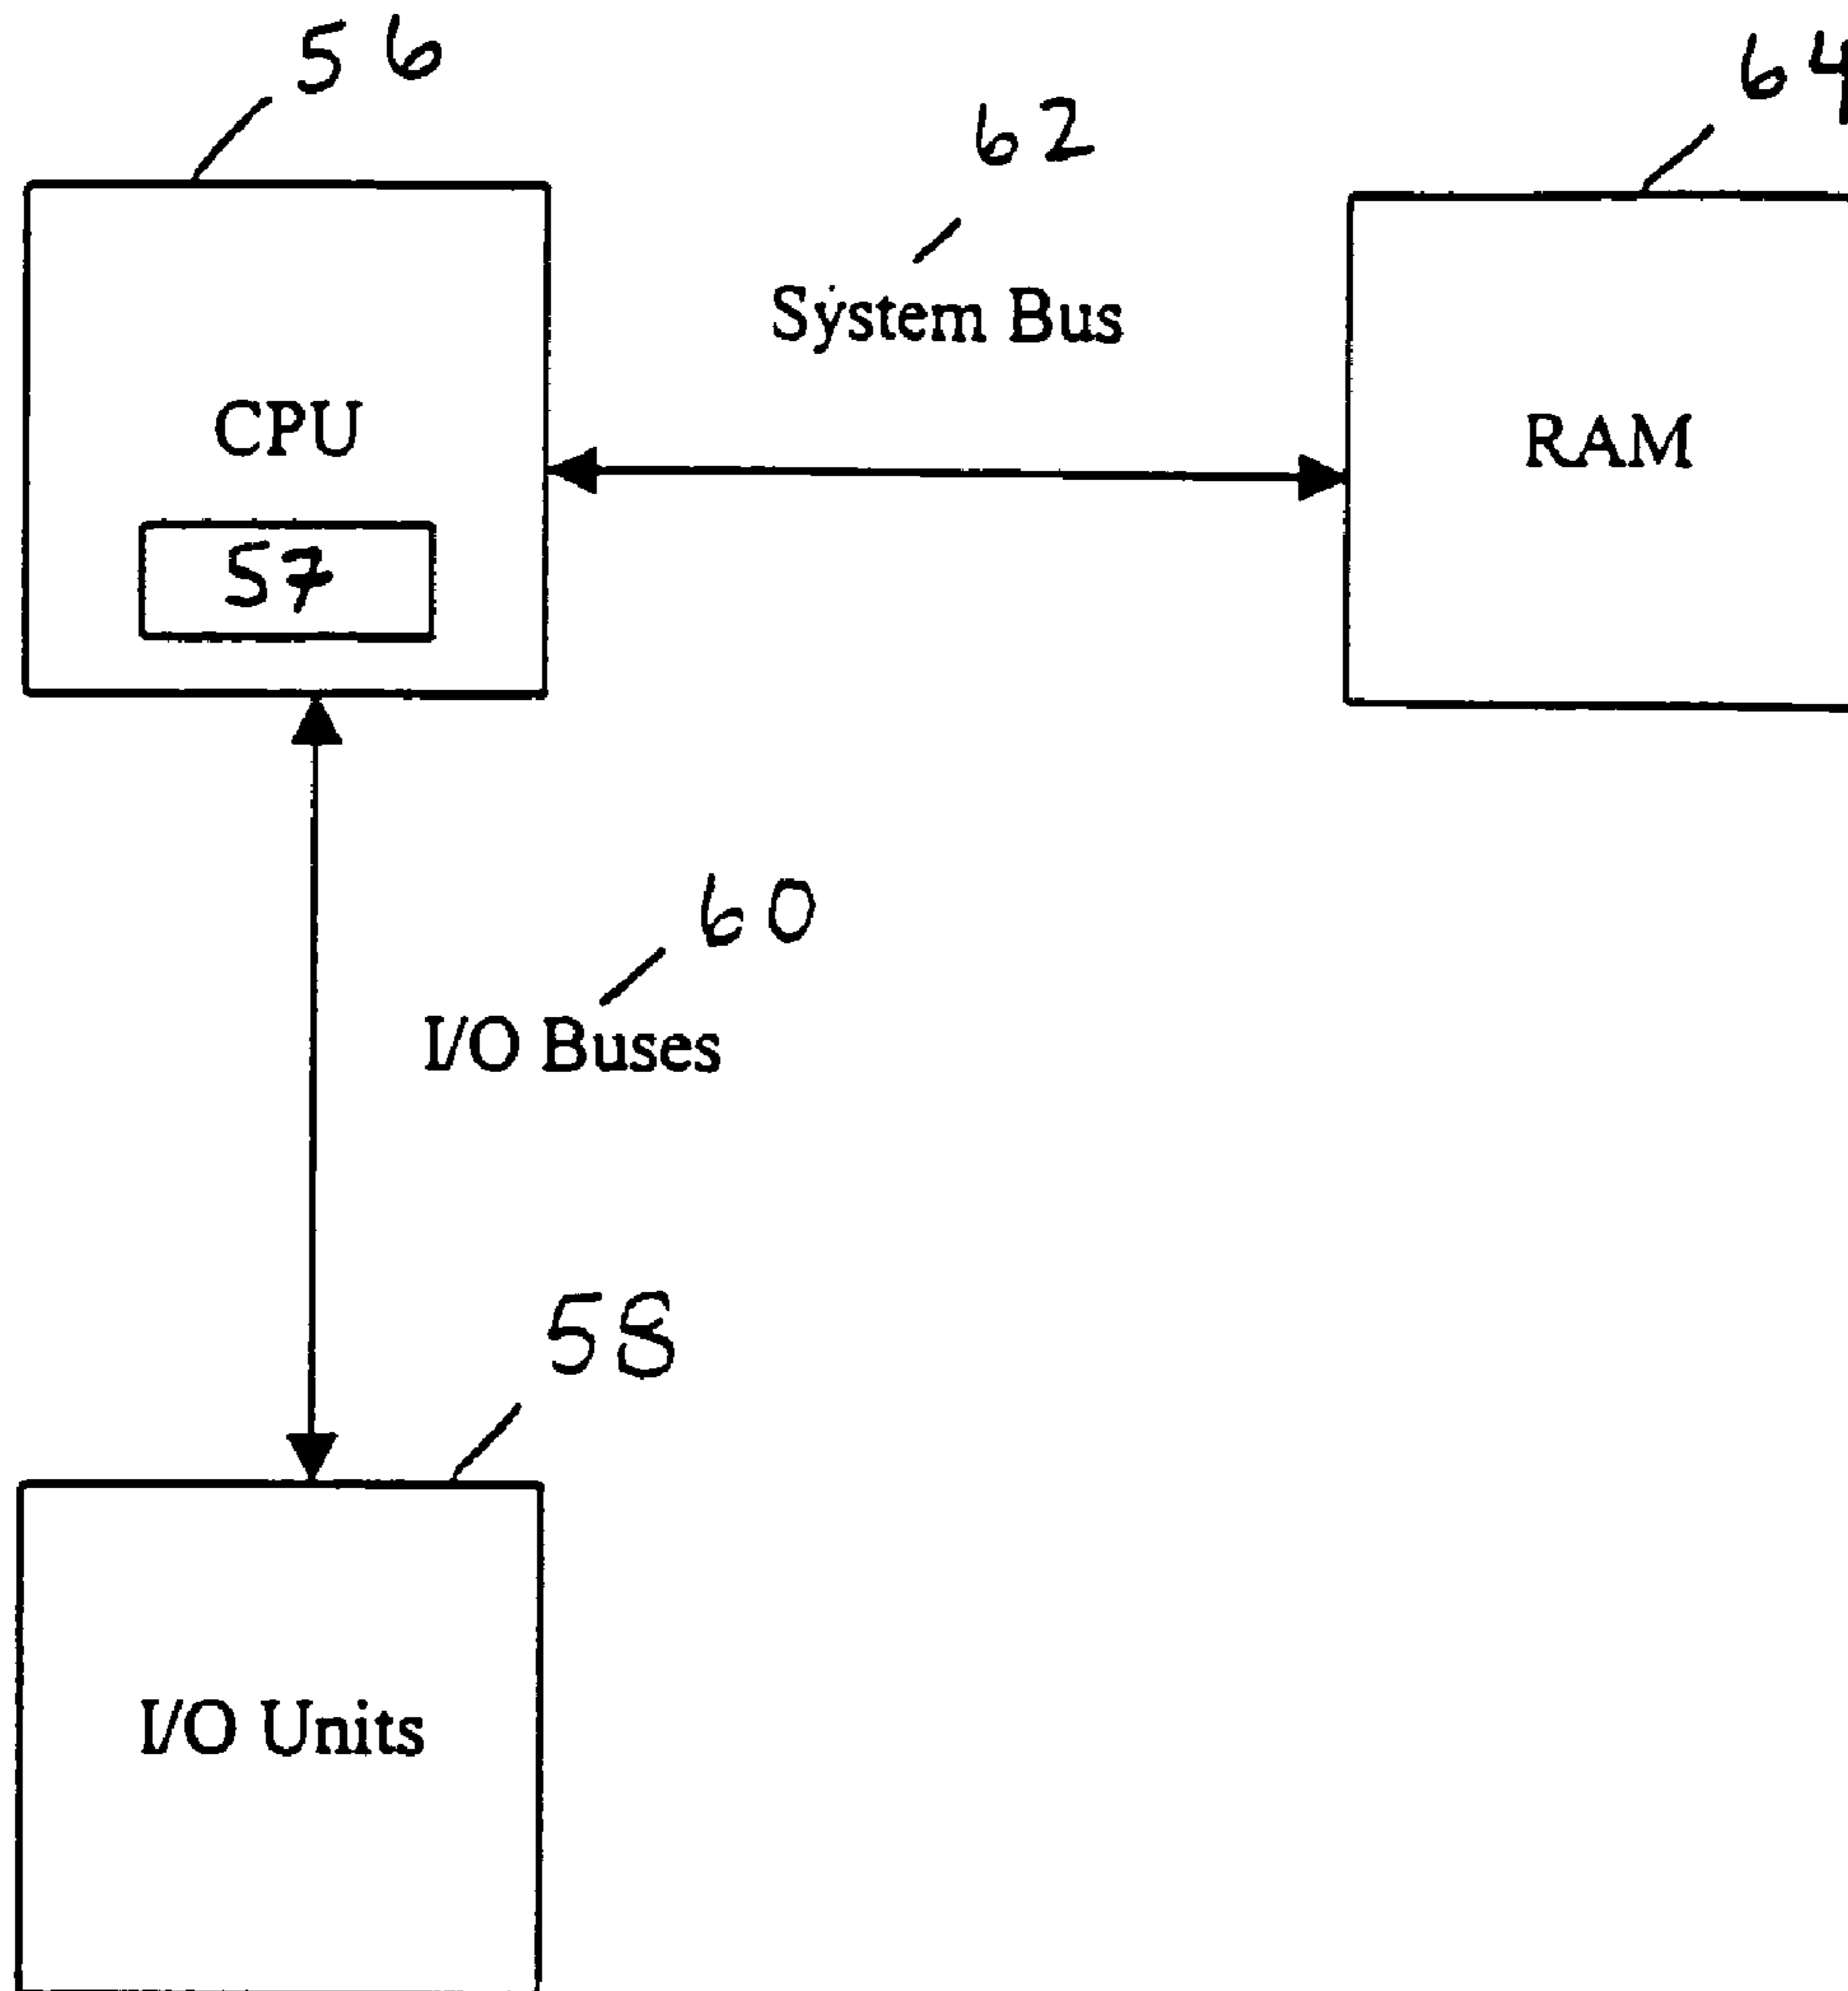 56
62
64
System Bus
CPU
RAM
57
60
I/O Buses
58
I/O Units